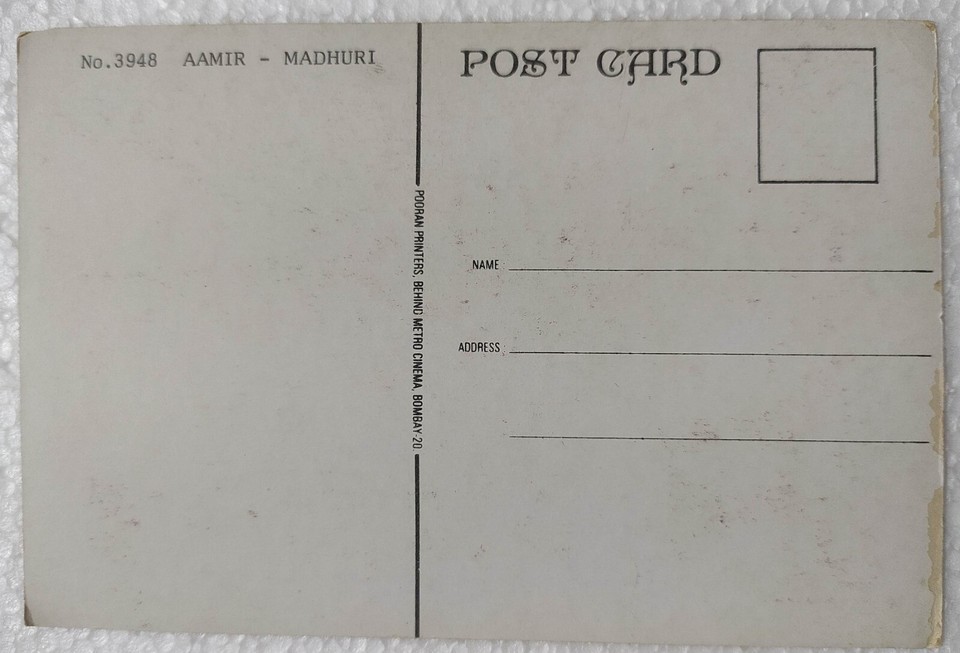 No.3948 AAMIR - MADHURI
POORAN PRINTERS, BEHIND METRO CINEMA, BOMBAY-20.
POST CARD
NAME
ADDRESS